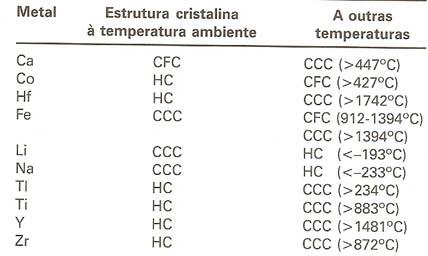 Metal Estrutura cristalina A outras
à temperatura ambiente temperaturas
Ca CFC CCC (>447ºC)
Co HC CFC (>427ºC)
Hf HC CCC (>1742ºC)
Fe CCC CFC (912-1394ºC)
CCC (>1394ºC)
Li CCC HC (<–193ºC)
Na CCC HC (<–233ºC)
Tl HC CCC (>234ºC)
Ti HC CCC (>883ºC)
Y HC CCC (>1481ºC)
Zr HC CCC (>872ºC)